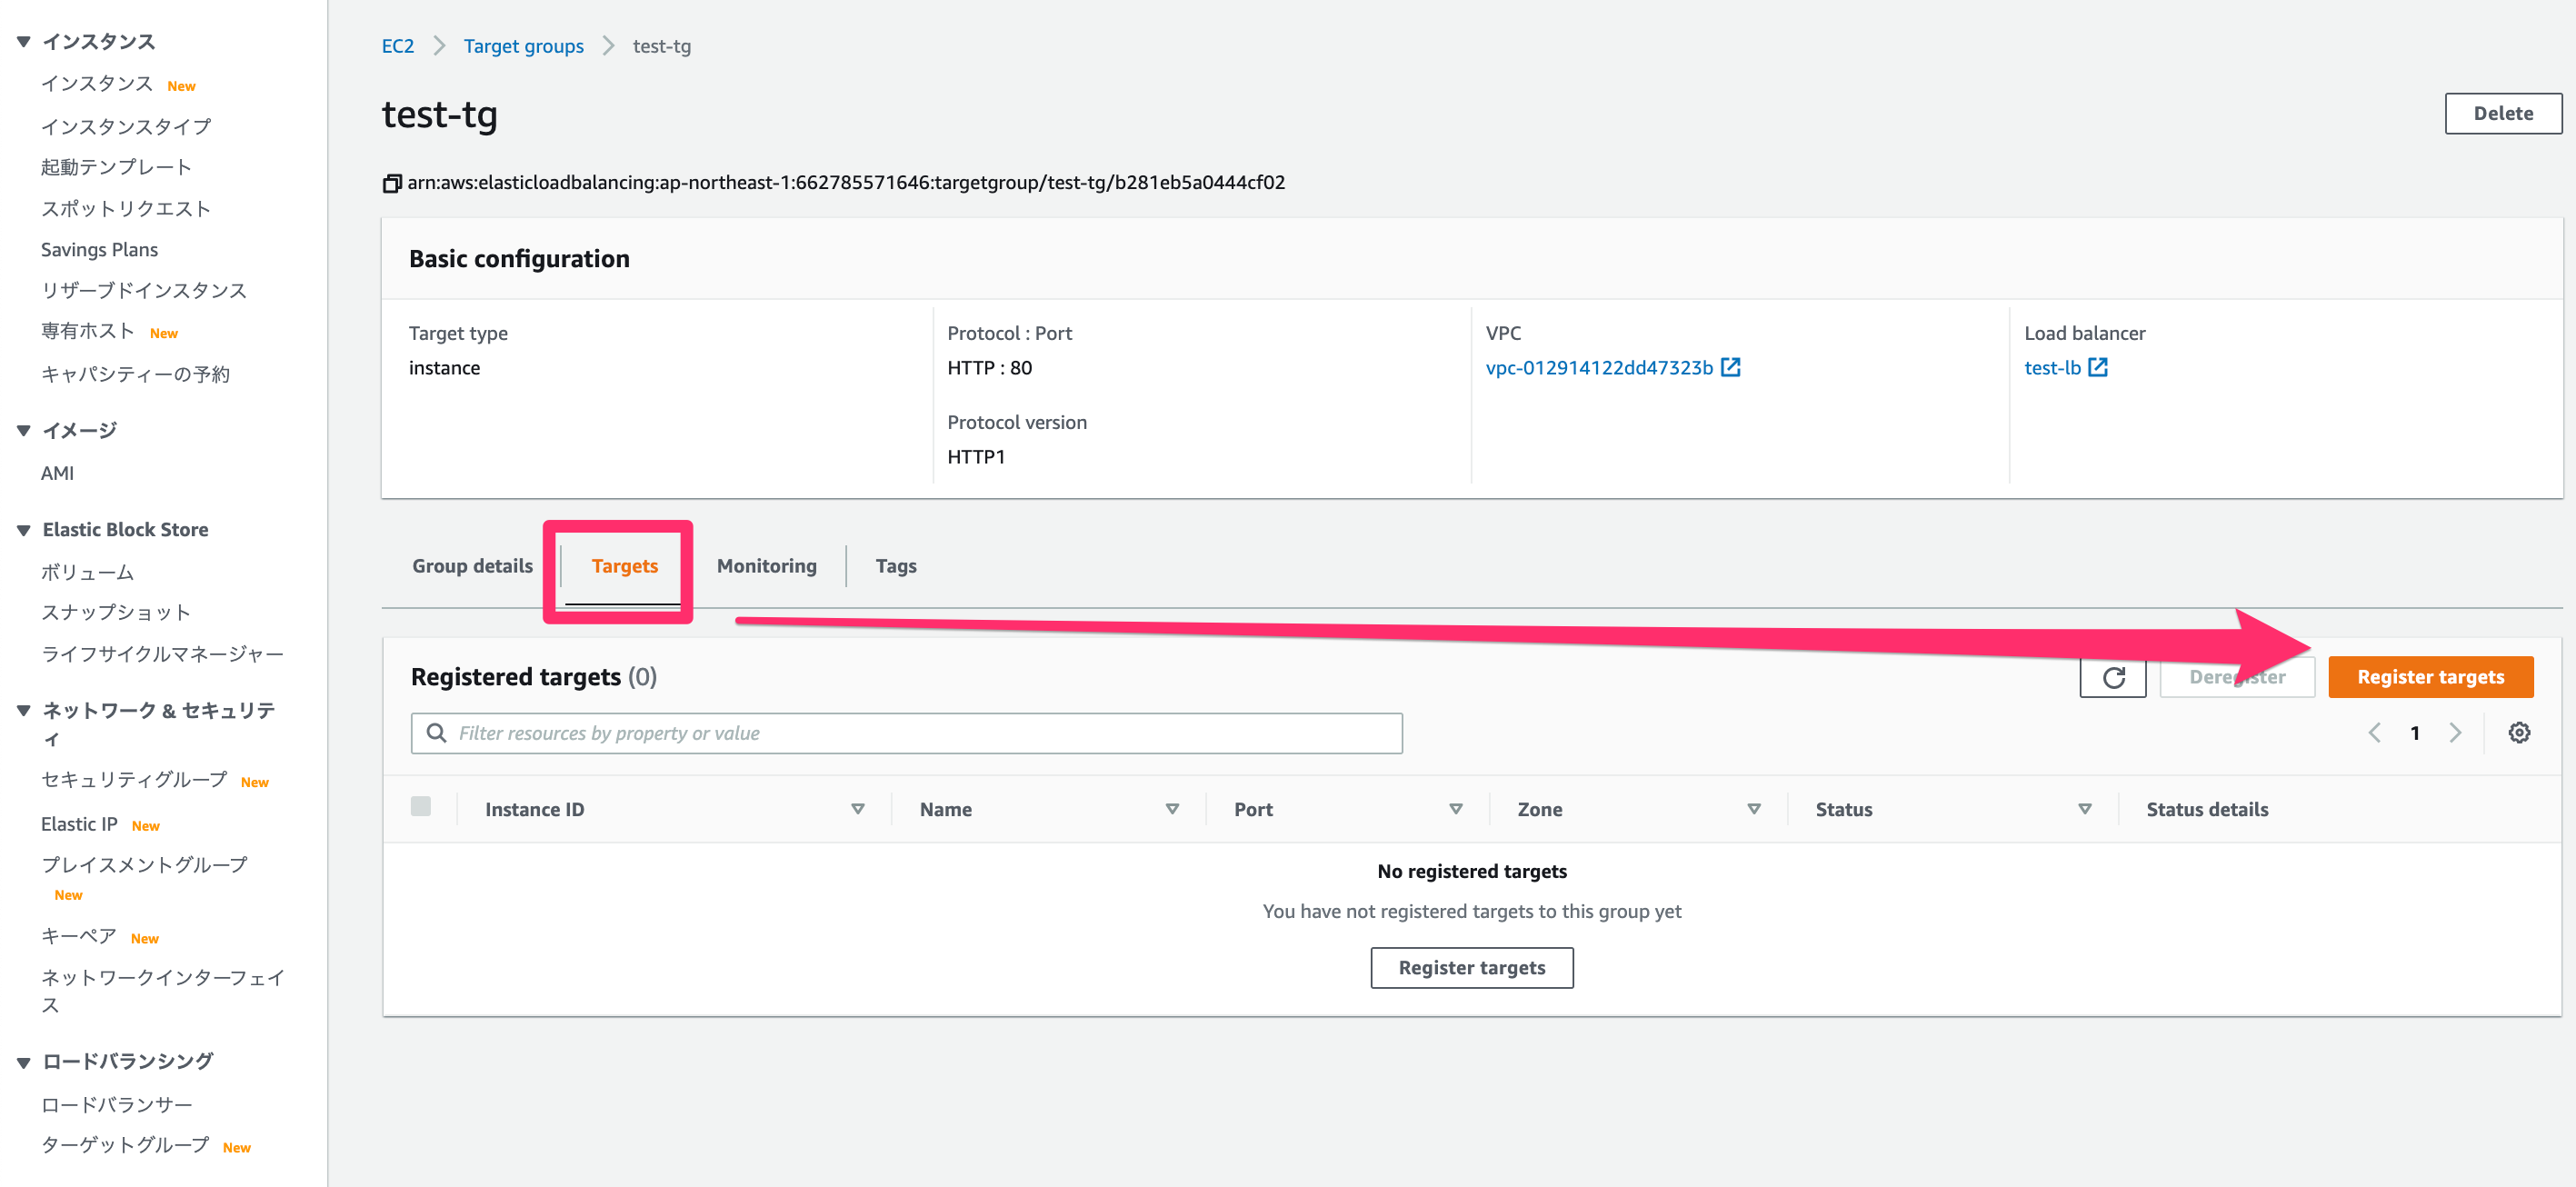 インスタンス
インスタンス New
インスタンスタイプ
起動テンプレート
スポットリクエスト
Savings Plans
リザーブドインスタンス
専有ホスト New
キャパシティーの予約
イメージ
AMI
Elastic Block Store
ボリューム
スナップショット
ライフサイクルマネージャー
ネットワーク & セキュリテ
ィ
セキュリティグループ New
Elastic IP New
プレイスメントグループ
New
キーペア New
ネットワークインターフェイ
ス
ロードバランシング
ロードバランサー
ターゲットグループ New
EC2 > Target groups > test-tg
test-tg
Delete
arn:aws:elasticloadbalancing:ap-northeast-1:662785571646:targetgroup/test-tg/b281eb5a0444cf02
Basic configuration
Target type
instance
Protocol : Port
HTTP : 80
Protocol version
HTTP1
VPC
vpc-012914122dd47323b
Load balancer
test-lb
Group details Targets Monitoring Tags
Registered targets (0)
Deregister Register targets
Filter resources by property or value
1
Instance ID Name Port Zone Status Status details
No registered targets
You have not registered targets to this group yet
Register targets